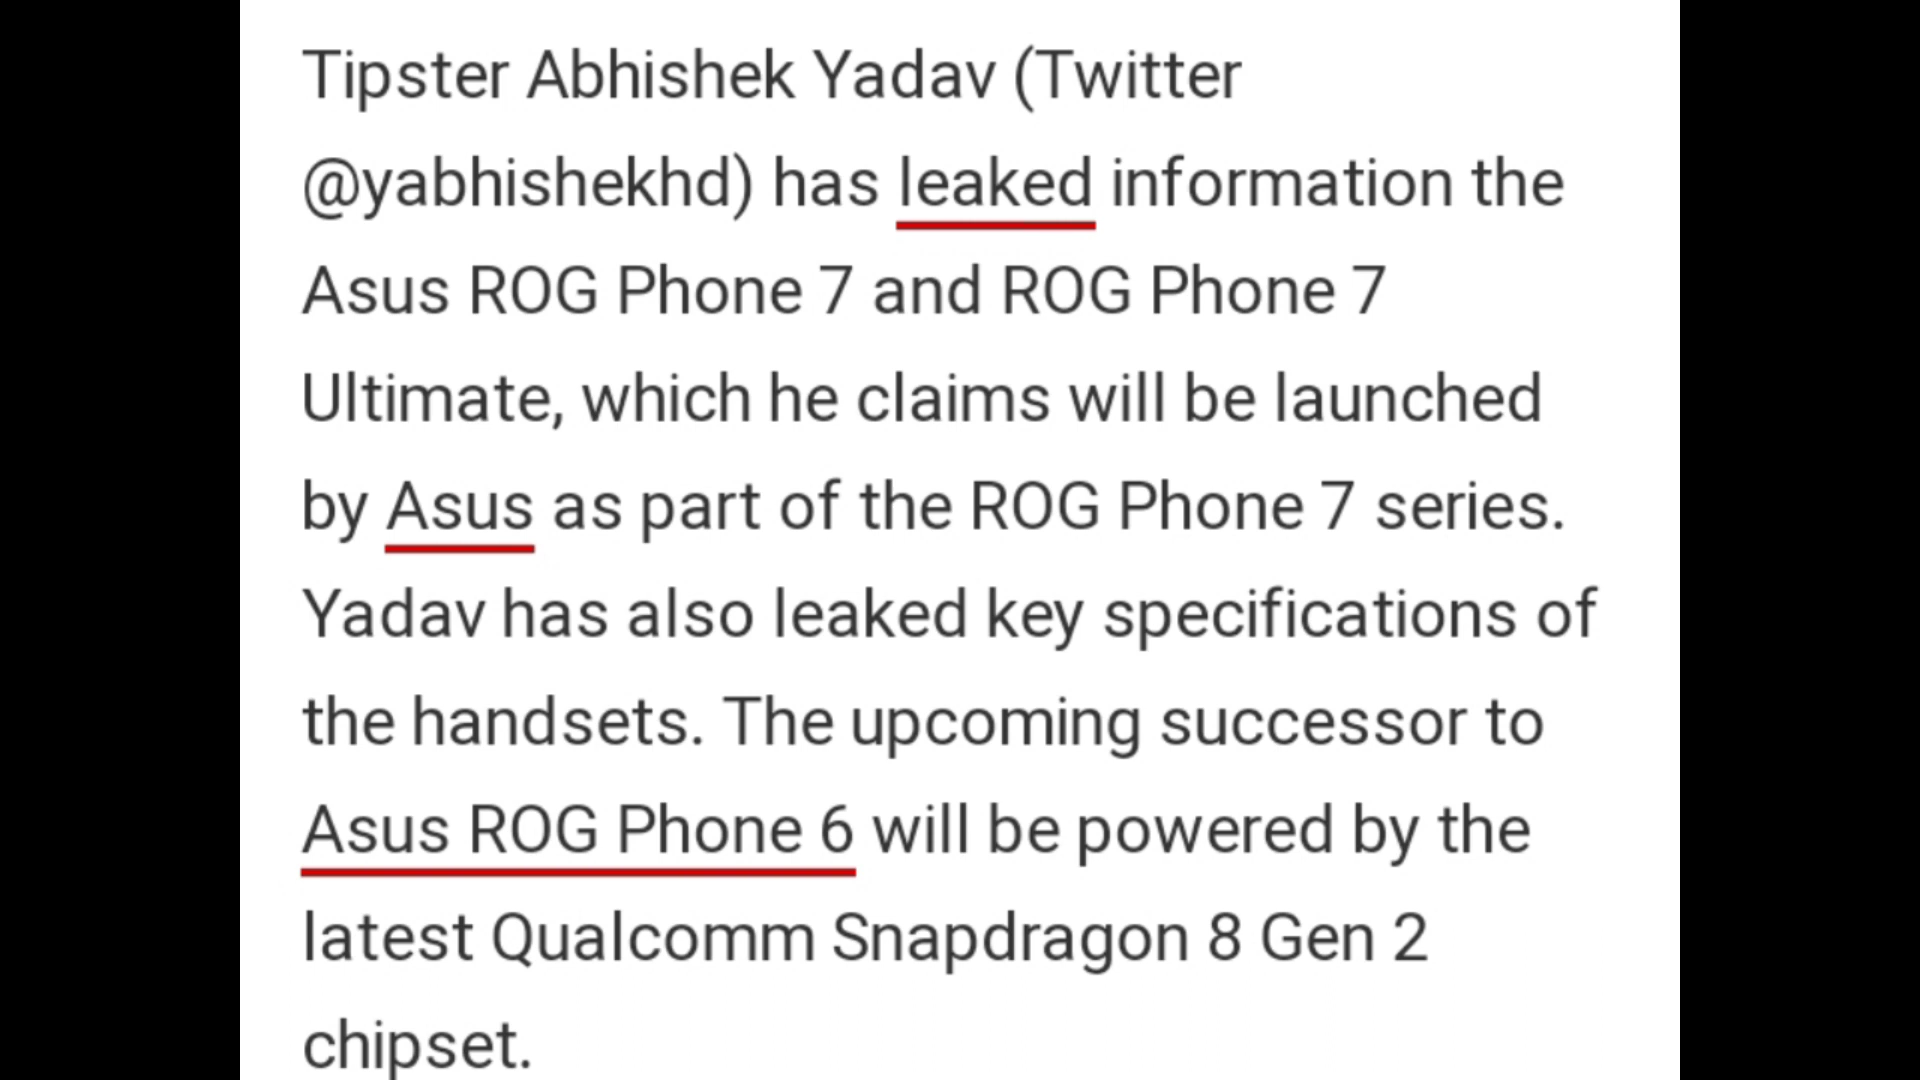 Tipster Abhishek Yadav (Twitter
@yabhishekhd) has leaked information the
Asus ROG Phone 7 and ROG Phone 7
Ultimate, which he claims will be launched
by Asus as part of the ROG Phone 7 series.
Yadav has also leaked key specifications of
the handsets. The upcoming successor to
Asus ROG Phone 6 will be powered by the
latest Qualcomm Snapdragon 8 Gen 2
chipset.